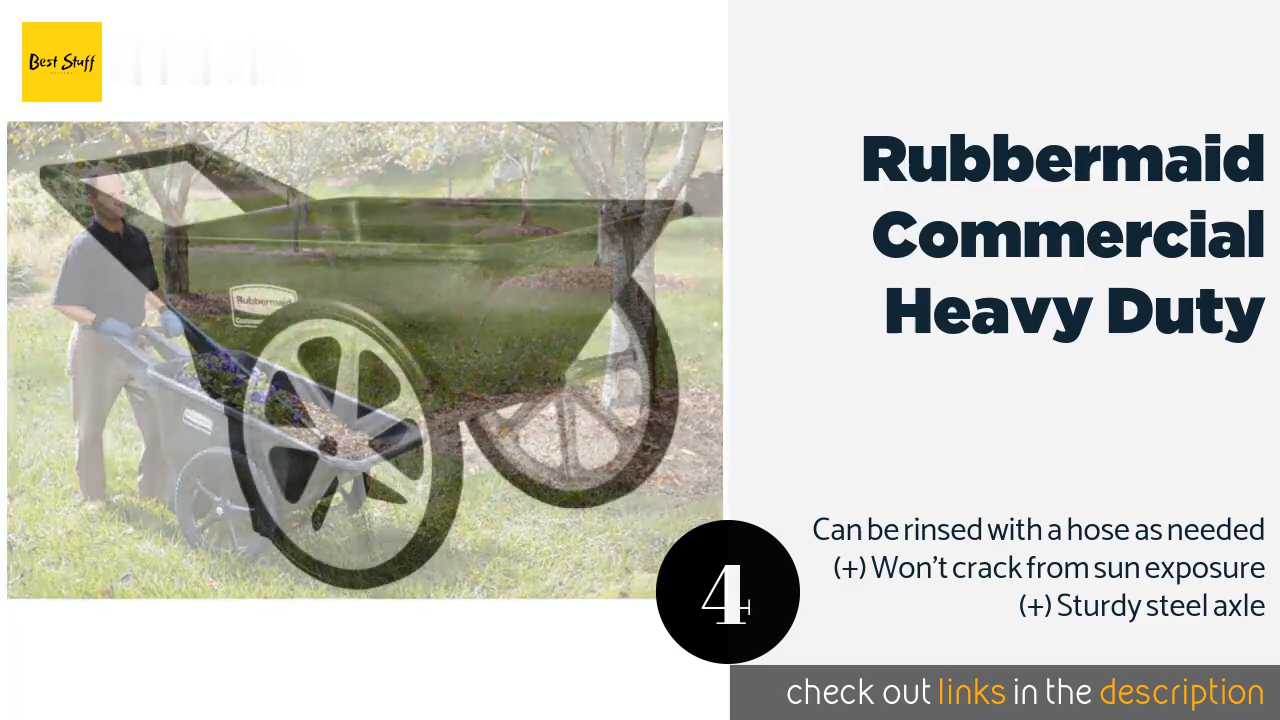 Best Stuff
Rubbermaid
Commercial
Heavy Duty
Rubbermaid
Can be rinsed with a hose as needed
(+) Won't crack from sun exposure
(+) Sturdy steel axle
4
check out links in the description